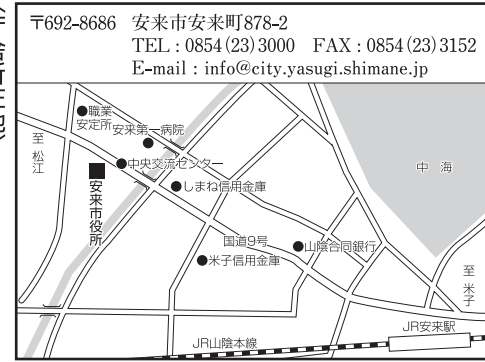 〒692-8686 安来市安来町878-2
TEL：0854(23)3000 FAX：0854(23)3152
E-mail：info@city.yasugi.shimane.jp
職業
安定所
安来第一病院
至 松江
中央交流センター
中海
安来市役所
しまね信用金庫
国道9号
山陰合同銀行
米子信用金庫
至 米子
JR安来駅
JR山陰本線